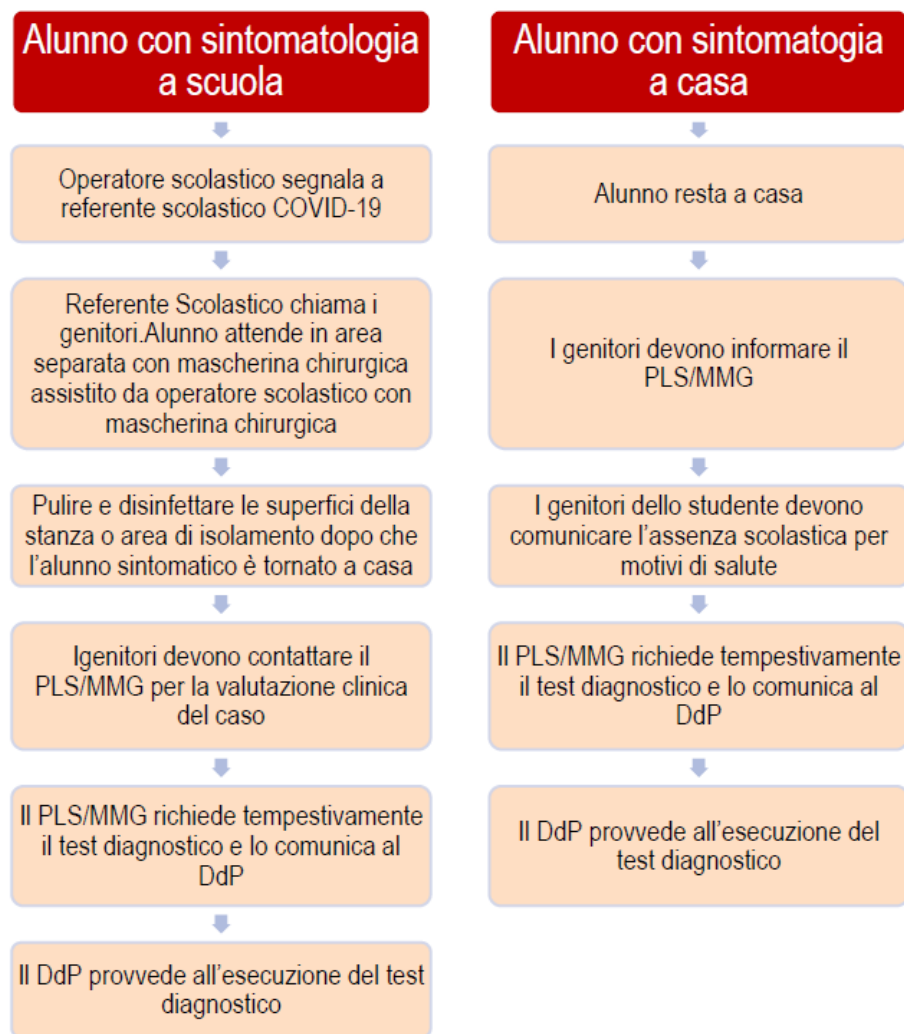 Alunno con sintomatologia
a scuola
Operatore scolastico segnala a
referente scolastico COVID-19
Referente Scolastico chiama i
genitori.Alunno attende in area
separata con mascherina chirurgica
assistito da operatore scolastico con
mascherina chirurgica
Pulire e disinfettare le superfici della
stanza o area di isolamento dopo che
l'alunno sintomatico è tornato a casa
Igenitori devono contattare il
PLS/MMG per la valutazione clinica
del caso
Il PLS/MMG richiede tempestivamente
il test diagnostico e lo comunica al
DdP
Il DdP provvede all'esecuzione del test
diagnostico
Alunno con sintomatogia
a casa
Alunno resta a casa
I genitori devono informare il
PLS/MMG
I genitori dello studente devono
comunicare l'assenza scolastica per
motivi di salute
Il PLS/MMG richiede tempestivamente
il test diagnostico e lo comunica al
DdP
Il DdP provvede all'esecuzione del
test diagnostico